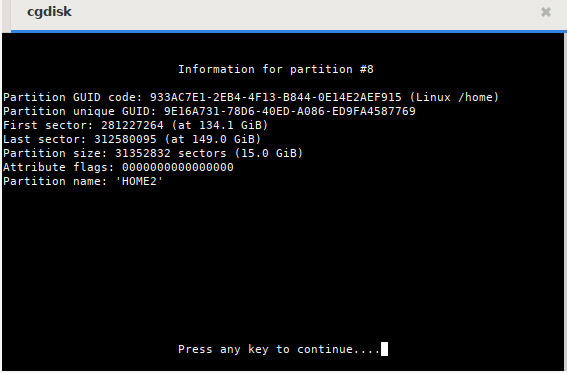 cgdisk
Information for partition #8
Partition GUID code: 933AC7E1-2EB4-4F13-B844-0E14E2AEF915 (Linux /home)
Partition unique GUID: 9E16A731-78D6-40ED-A086-ED9FA4587769
First sector: 281227264 (at 134.1 GiB)
Last sector: 312580095 (at 149.0 GiB)
Partition size: 31352832 sectors (15.0 GiB)
Attribute flags: 0000000000000000
Partition name: 'HOME2'
Press any key to continue....